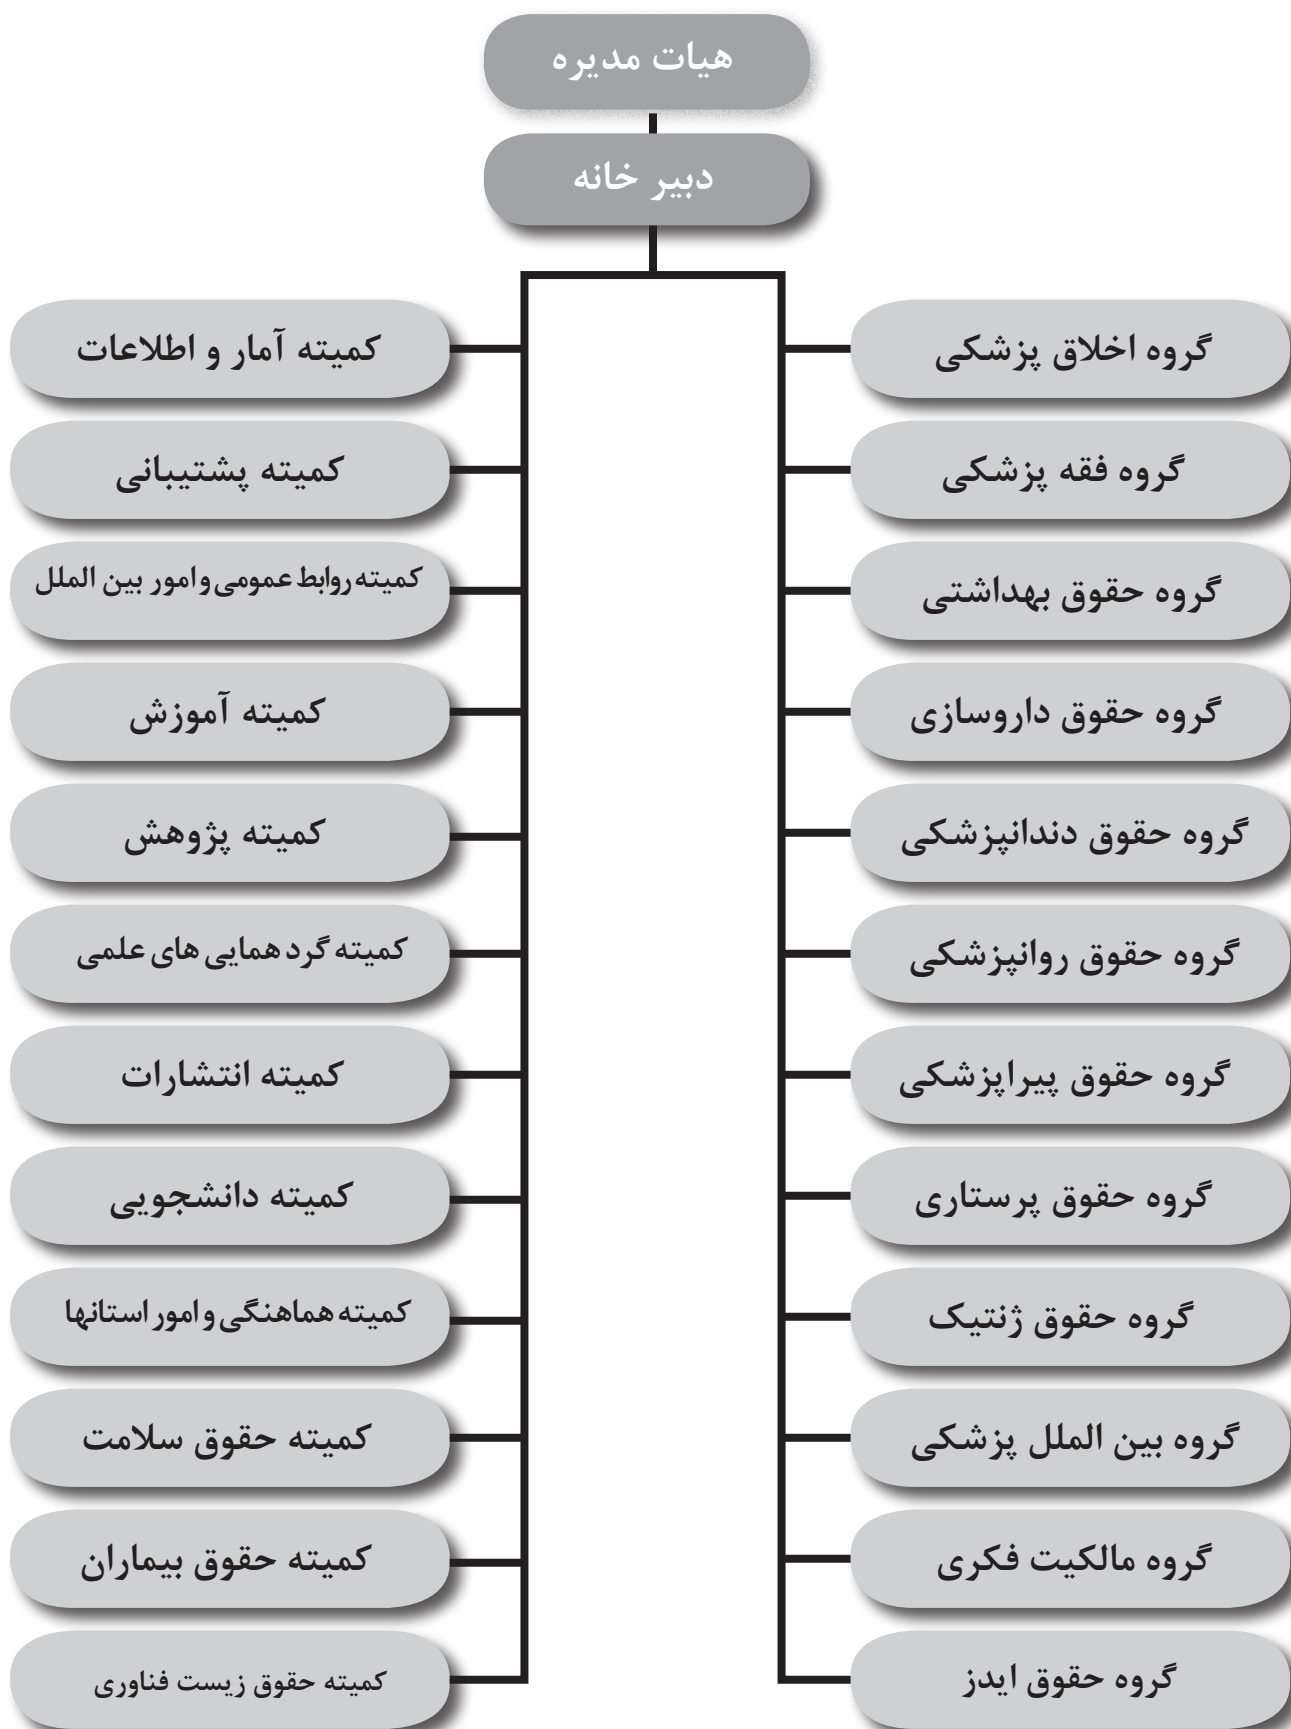 هیات مدیره
دبیر خانه
گروه اخلاق پزشکی
گروه فقه پزشکی
گروه حقوق بهداشتی
گروه حقوق داروسازی
گروه حقوق دندانپزشکی
گروه حقوق روانپزشکی
گروه حقوق پیراپزشکی
گروه حقوق پرستاری
گروه حقوق ژنتیک
گروه بین الملل پزشکی
گروه مالکیت فکری
گروه حقوق ایدز
کمیته آمار و اطلاعات
کمیته پشتیبانی
کمیته روابط عمومی و امور بین الملل
کمیته آموزش
کمیته پژوهش
کمیته گرد همایی های علمی
کمیته انتشارات
کمیته دانشجویی
کمیته هماهنگی و امور استانها
کمیته حقوق سلامت
کمیته حقوق بیماران
کمیته حقوق زیست فناوری